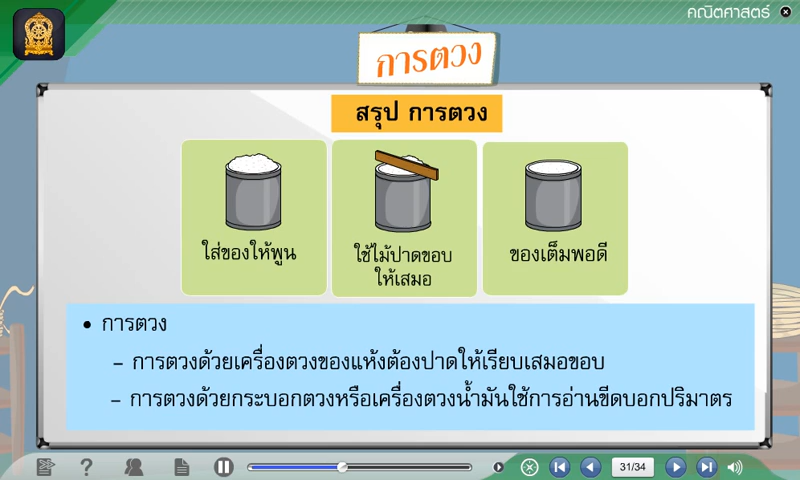 คณิตศาสตร์
การตวง
สรุป การตวง
ใส่ของให้พูน
ใช้ไม้ปาดขอบ
ให้เสมอ
ของเต็มพอดี
• การตวง
– การตวงด้วยเครื่องตวงของแห้งต้องปาดให้เรียบเสมอขอบ
– การตวงด้วยกระบอกตวงหรือเครื่องตวงน้ำมันใช้การอ่านขีดบอกปริมาตร
31/34